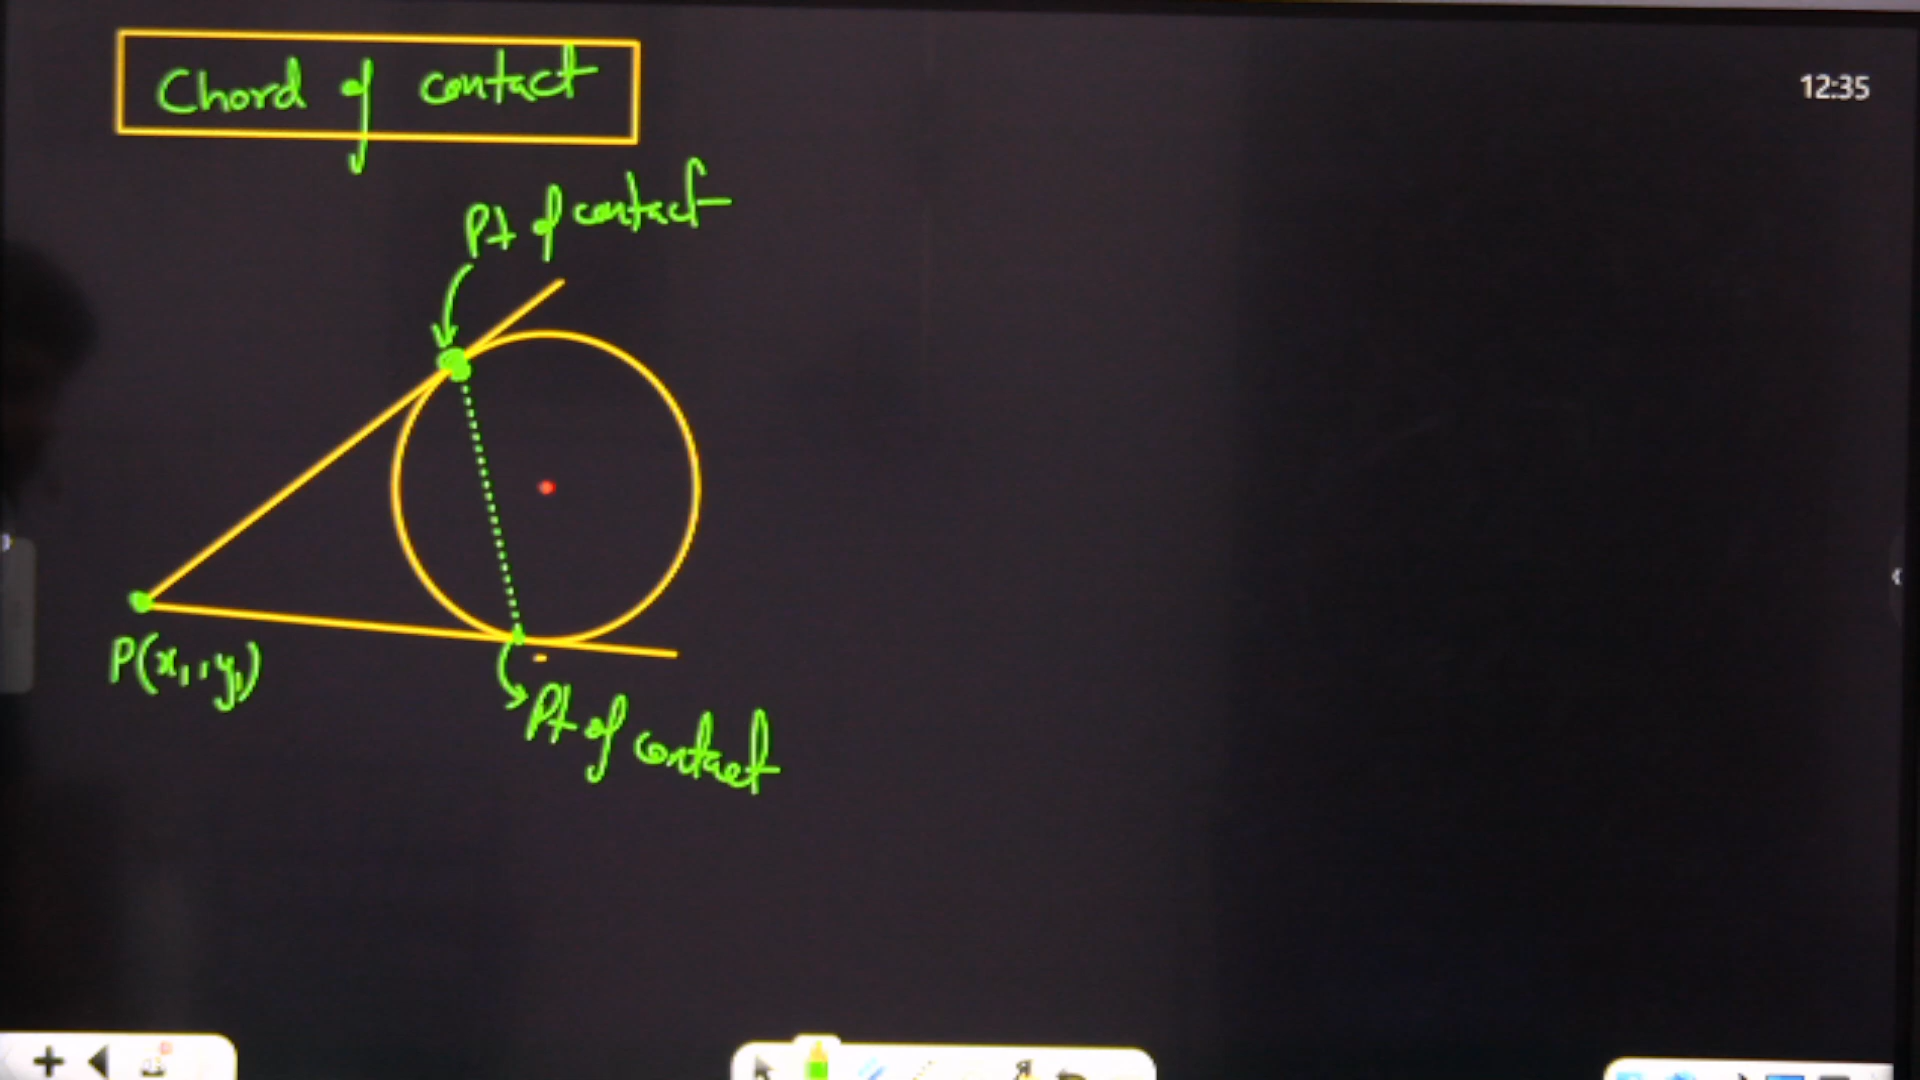 Chord of contact
12:35
Pt of contact
P(x₁, y₁)
Pt of contact